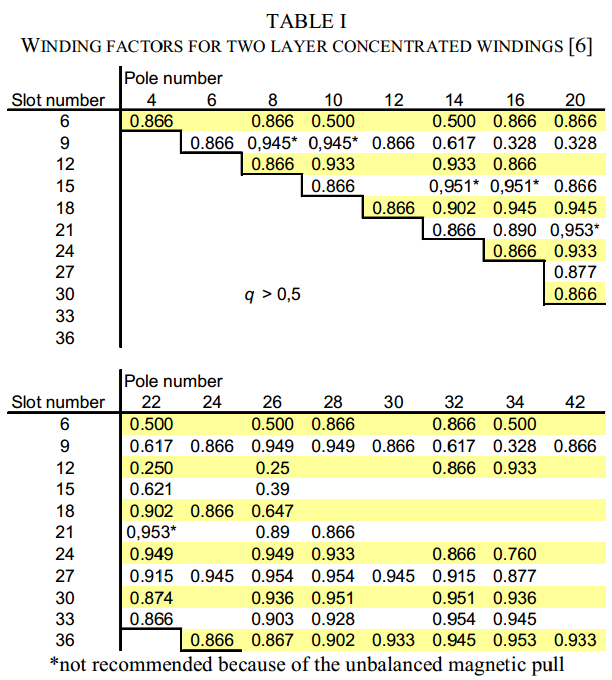 TABLE I
WINDING FACTORS FOR TWO LAYER CONCENTRATED WINDINGS [6]
Pole number
Slot number 4 6 8 10 12 14 16 20
6 0.866 0.866 0.500 0.500 0.866 0.866
9 0.866 0,945* 0,945* 0.866 0.617 0.328 0.328
12 0.866 0.933 0.933 0.866
15 0.866 0,951* 0,951* 0.866
18 0.866 0.902 0.945 0.945
21 0.866 0.890 0,953*
24 0.866 0.933
27 0.877
30 q > 0,5 0.866
33
36
Pole number
Slot number 22 24 26 28 30 32 34 42
6 0.500 0.500 0.866 0.866 0.500
9 0.617 0.866 0.949 0.949 0.866 0.617 0.328 0.866
12 0.250 0.25 0.866 0.933
15 0.621 0.39
18 0.902 0.866 0.647
21 0,953* 0.89 0.866
24 0.949 0.949 0.933 0.866 0.760
27 0.915 0.945 0.954 0.954 0.945 0.915 0.877
30 0.874 0.936 0.951 0.951 0.936
33 0.866 0.903 0.928 0.954 0.945
36 0.866 0.867 0.902 0.933 0.945 0.953 0.933
*not recommended because of the unbalanced magnetic pull